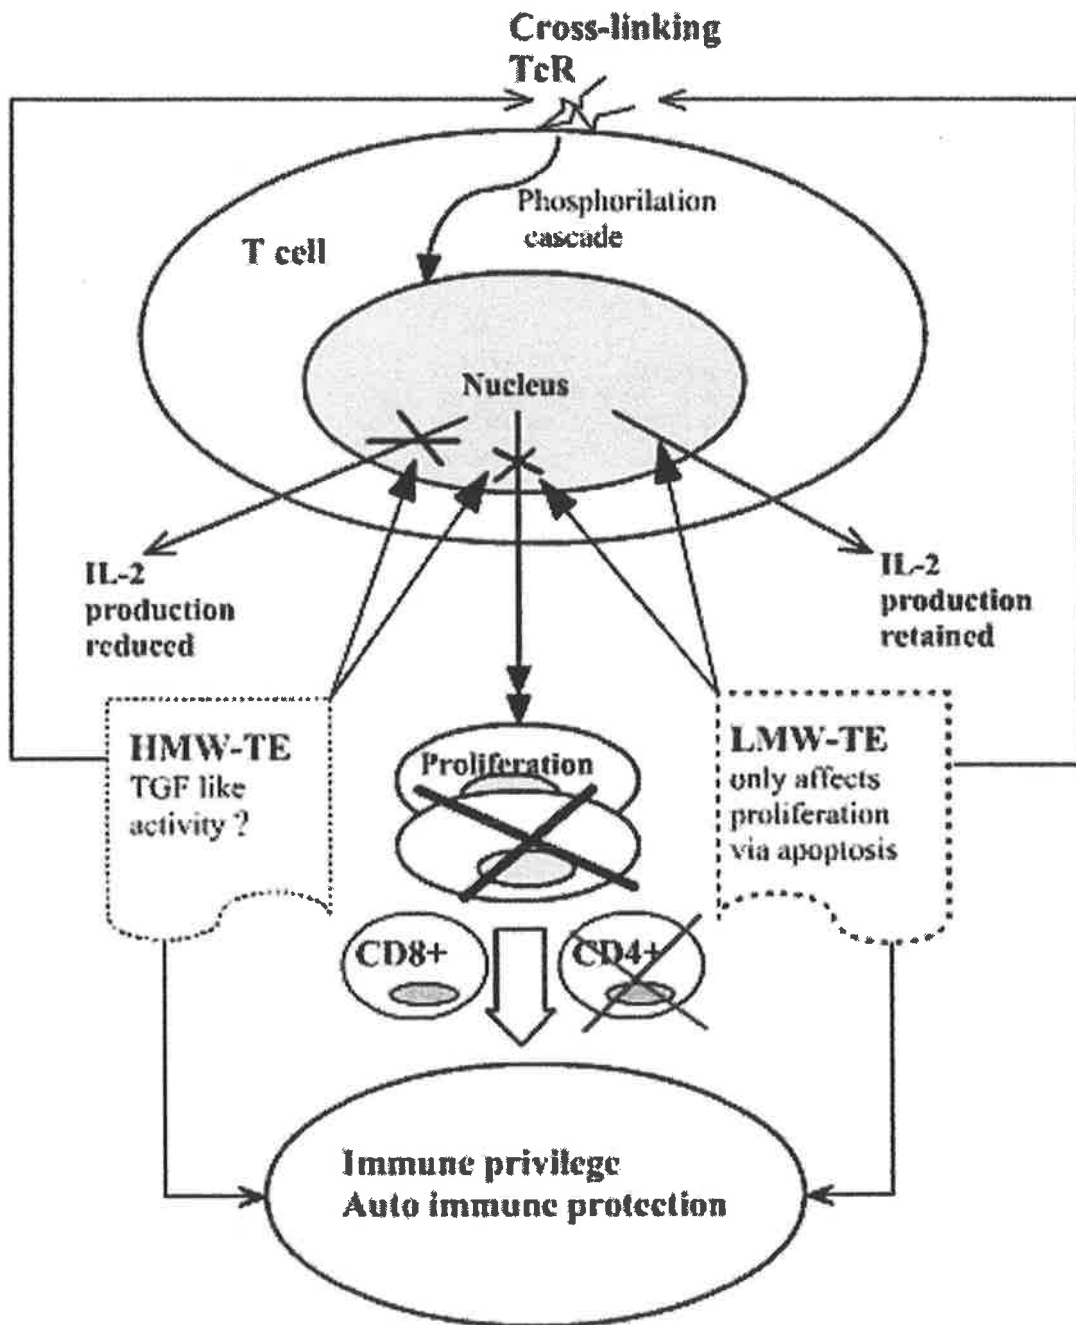 Cross-linking
TcR
Phosphorilation
cascade
T cell
Nucleus
IL-2
production
reduced
IL-2
production
retained
HMW-TE
TGF like
activity ?
Proliferation
LMW-TE
only affects
proliferation
via apoptosis
CD8+
CD4+
Immune privilege
Auto immune protection